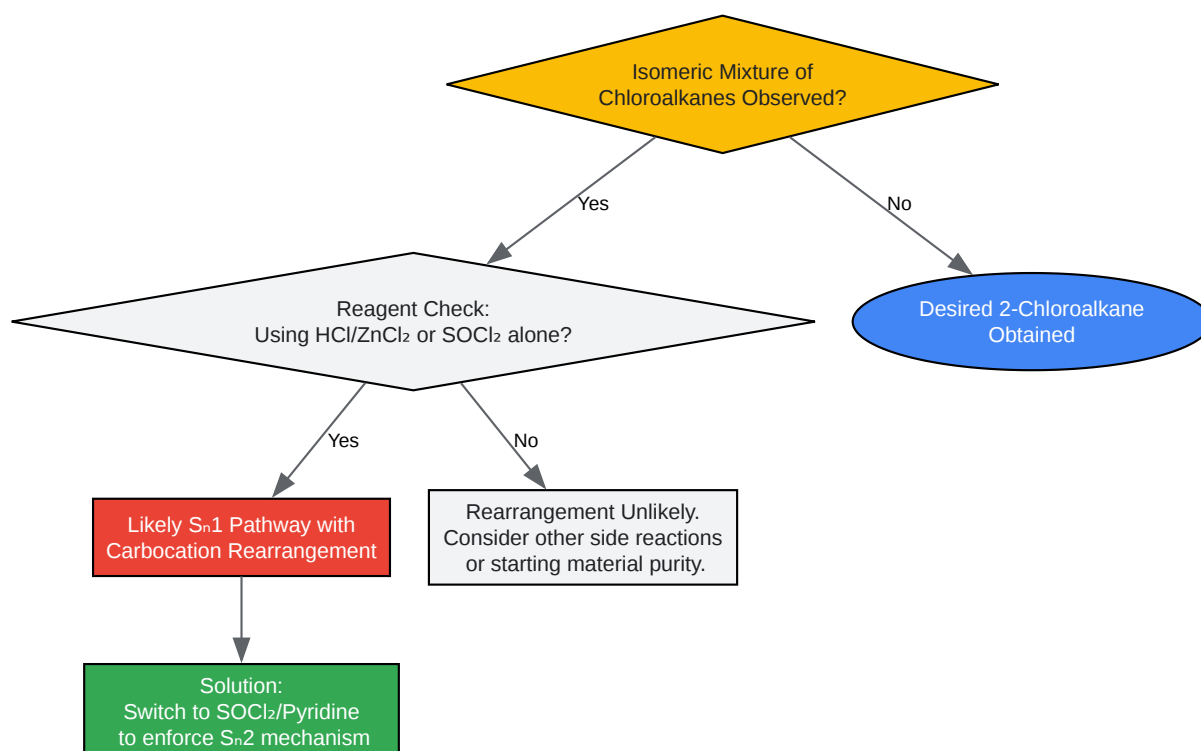 Isomeric Mixture of
Chloroalkanes Observed?
Yes
No
Reagent Check:
Using HCl/ZnCl₂ or SOCl₂ alone?
Desired 2-Chloroalkane
Obtained
Yes
No
Likely Sₙ1 Pathway with
Carbocation Rearrangement
Rearrangement Unlikely.
Consider other side reactions
or starting material purity.
Solution:
Switch to SOCl₂/Pyridine
to enforce Sₙ2 mechanism